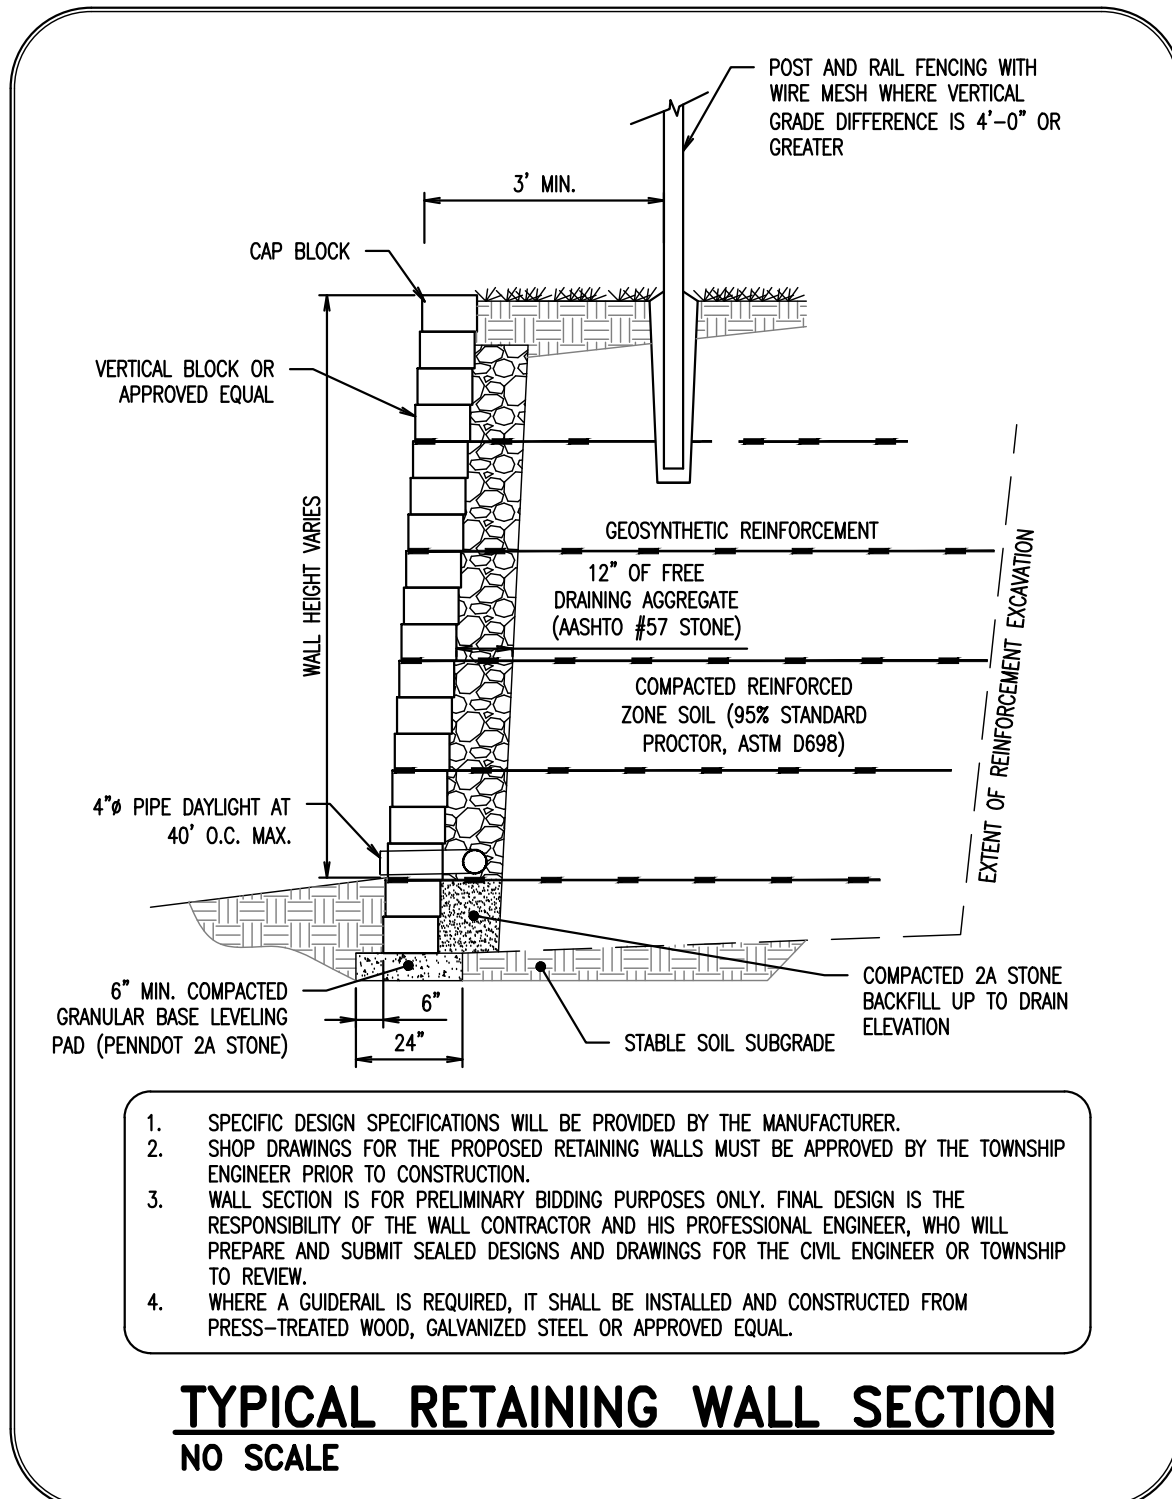 POST AND RAIL FENCING WITH
WIRE MESH WHERE VERTICAL
GRADE DIFFERENCE IS 4'-0" OR
GREATER
3' MIN.
CAP BLOCK
VERTICAL BLOCK OR
APPROVED EQUAL
WALL HEIGHT VARIES
GEOSYNTHETIC REINFORCEMENT
12" OF FREE
DRAINING AGGREGATE
(AASHTO #57 STONE)
COMPACTED REINFORCED
ZONE SOIL (95% STANDARD
PROCTOR, ASTM D698)
EXTENT OF REINFORCEMENT EXCAVATION
4"ø PIPE DAYLIGHT AT
40' O.C. MAX.
6" MIN. COMPACTED
GRANULAR BASE LEVELING
PAD (PENNDOT 2A STONE)
6"
24"
STABLE SOIL SUBGRADE
COMPACTED 2A STONE
BACKFILL UP TO DRAIN
ELEVATION
1. SPECIFIC DESIGN SPECIFICATIONS WILL BE PROVIDED BY THE MANUFACTURER.
2. SHOP DRAWINGS FOR THE PROPOSED RETAINING WALLS MUST BE APPROVED BY THE TOWNSHIP
ENGINEER PRIOR TO CONSTRUCTION.
3. WALL SECTION IS FOR PRELIMINARY BIDDING PURPOSES ONLY. FINAL DESIGN IS THE
RESPONSIBILITY OF THE WALL CONTRACTOR AND HIS PROFESSIONAL ENGINEER, WHO WILL
PREPARE AND SUBMIT SEALED DESIGNS AND DRAWINGS FOR THE CIVIL ENGINEER OR TOWNSHIP
TO REVIEW.
4. WHERE A GUIDERAIL IS REQUIRED, IT SHALL BE INSTALLED AND CONSTRUCTED FROM
PRESS-TREATED WOOD, GALVANIZED STEEL OR APPROVED EQUAL.
TYPICAL RETAINING WALL SECTION
NO SCALE